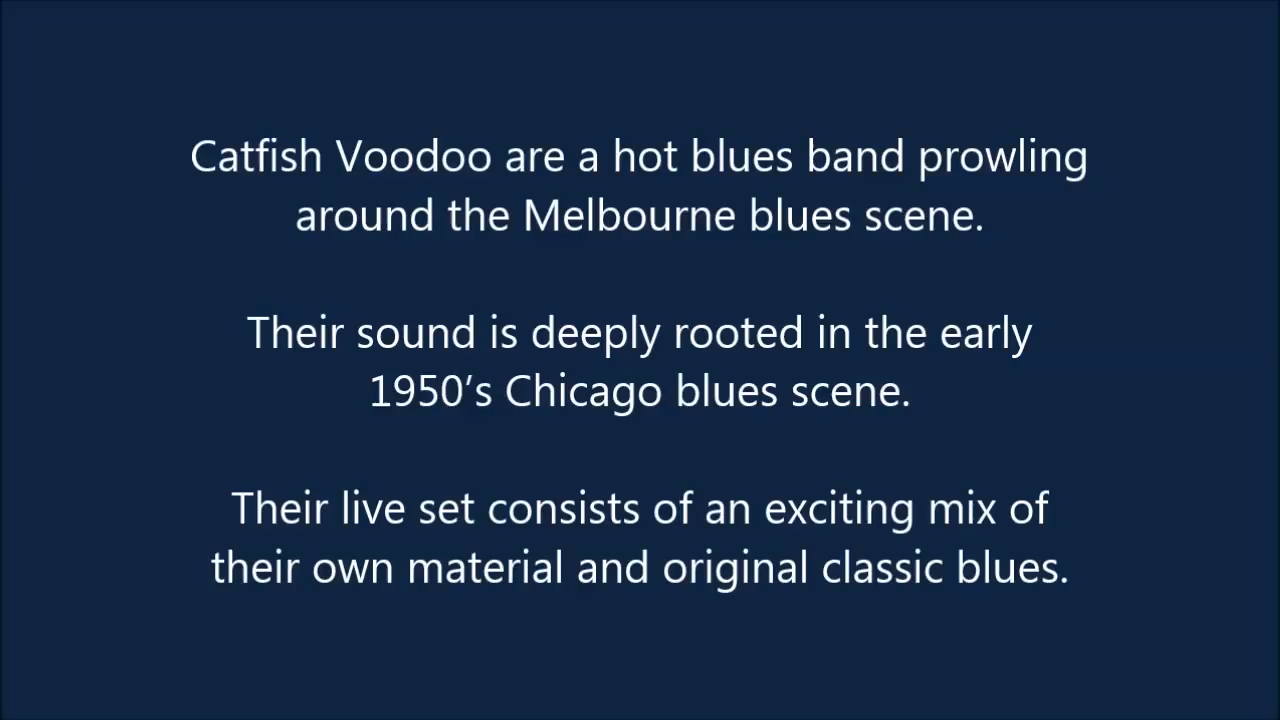 Catfish Voodoo are a hot blues band prowling
around the Melbourne blues scene.
Their sound is deeply rooted in the early
1950’s Chicago blues scene.
Their live set consists of an exciting mix of
their own material and original classic blues.